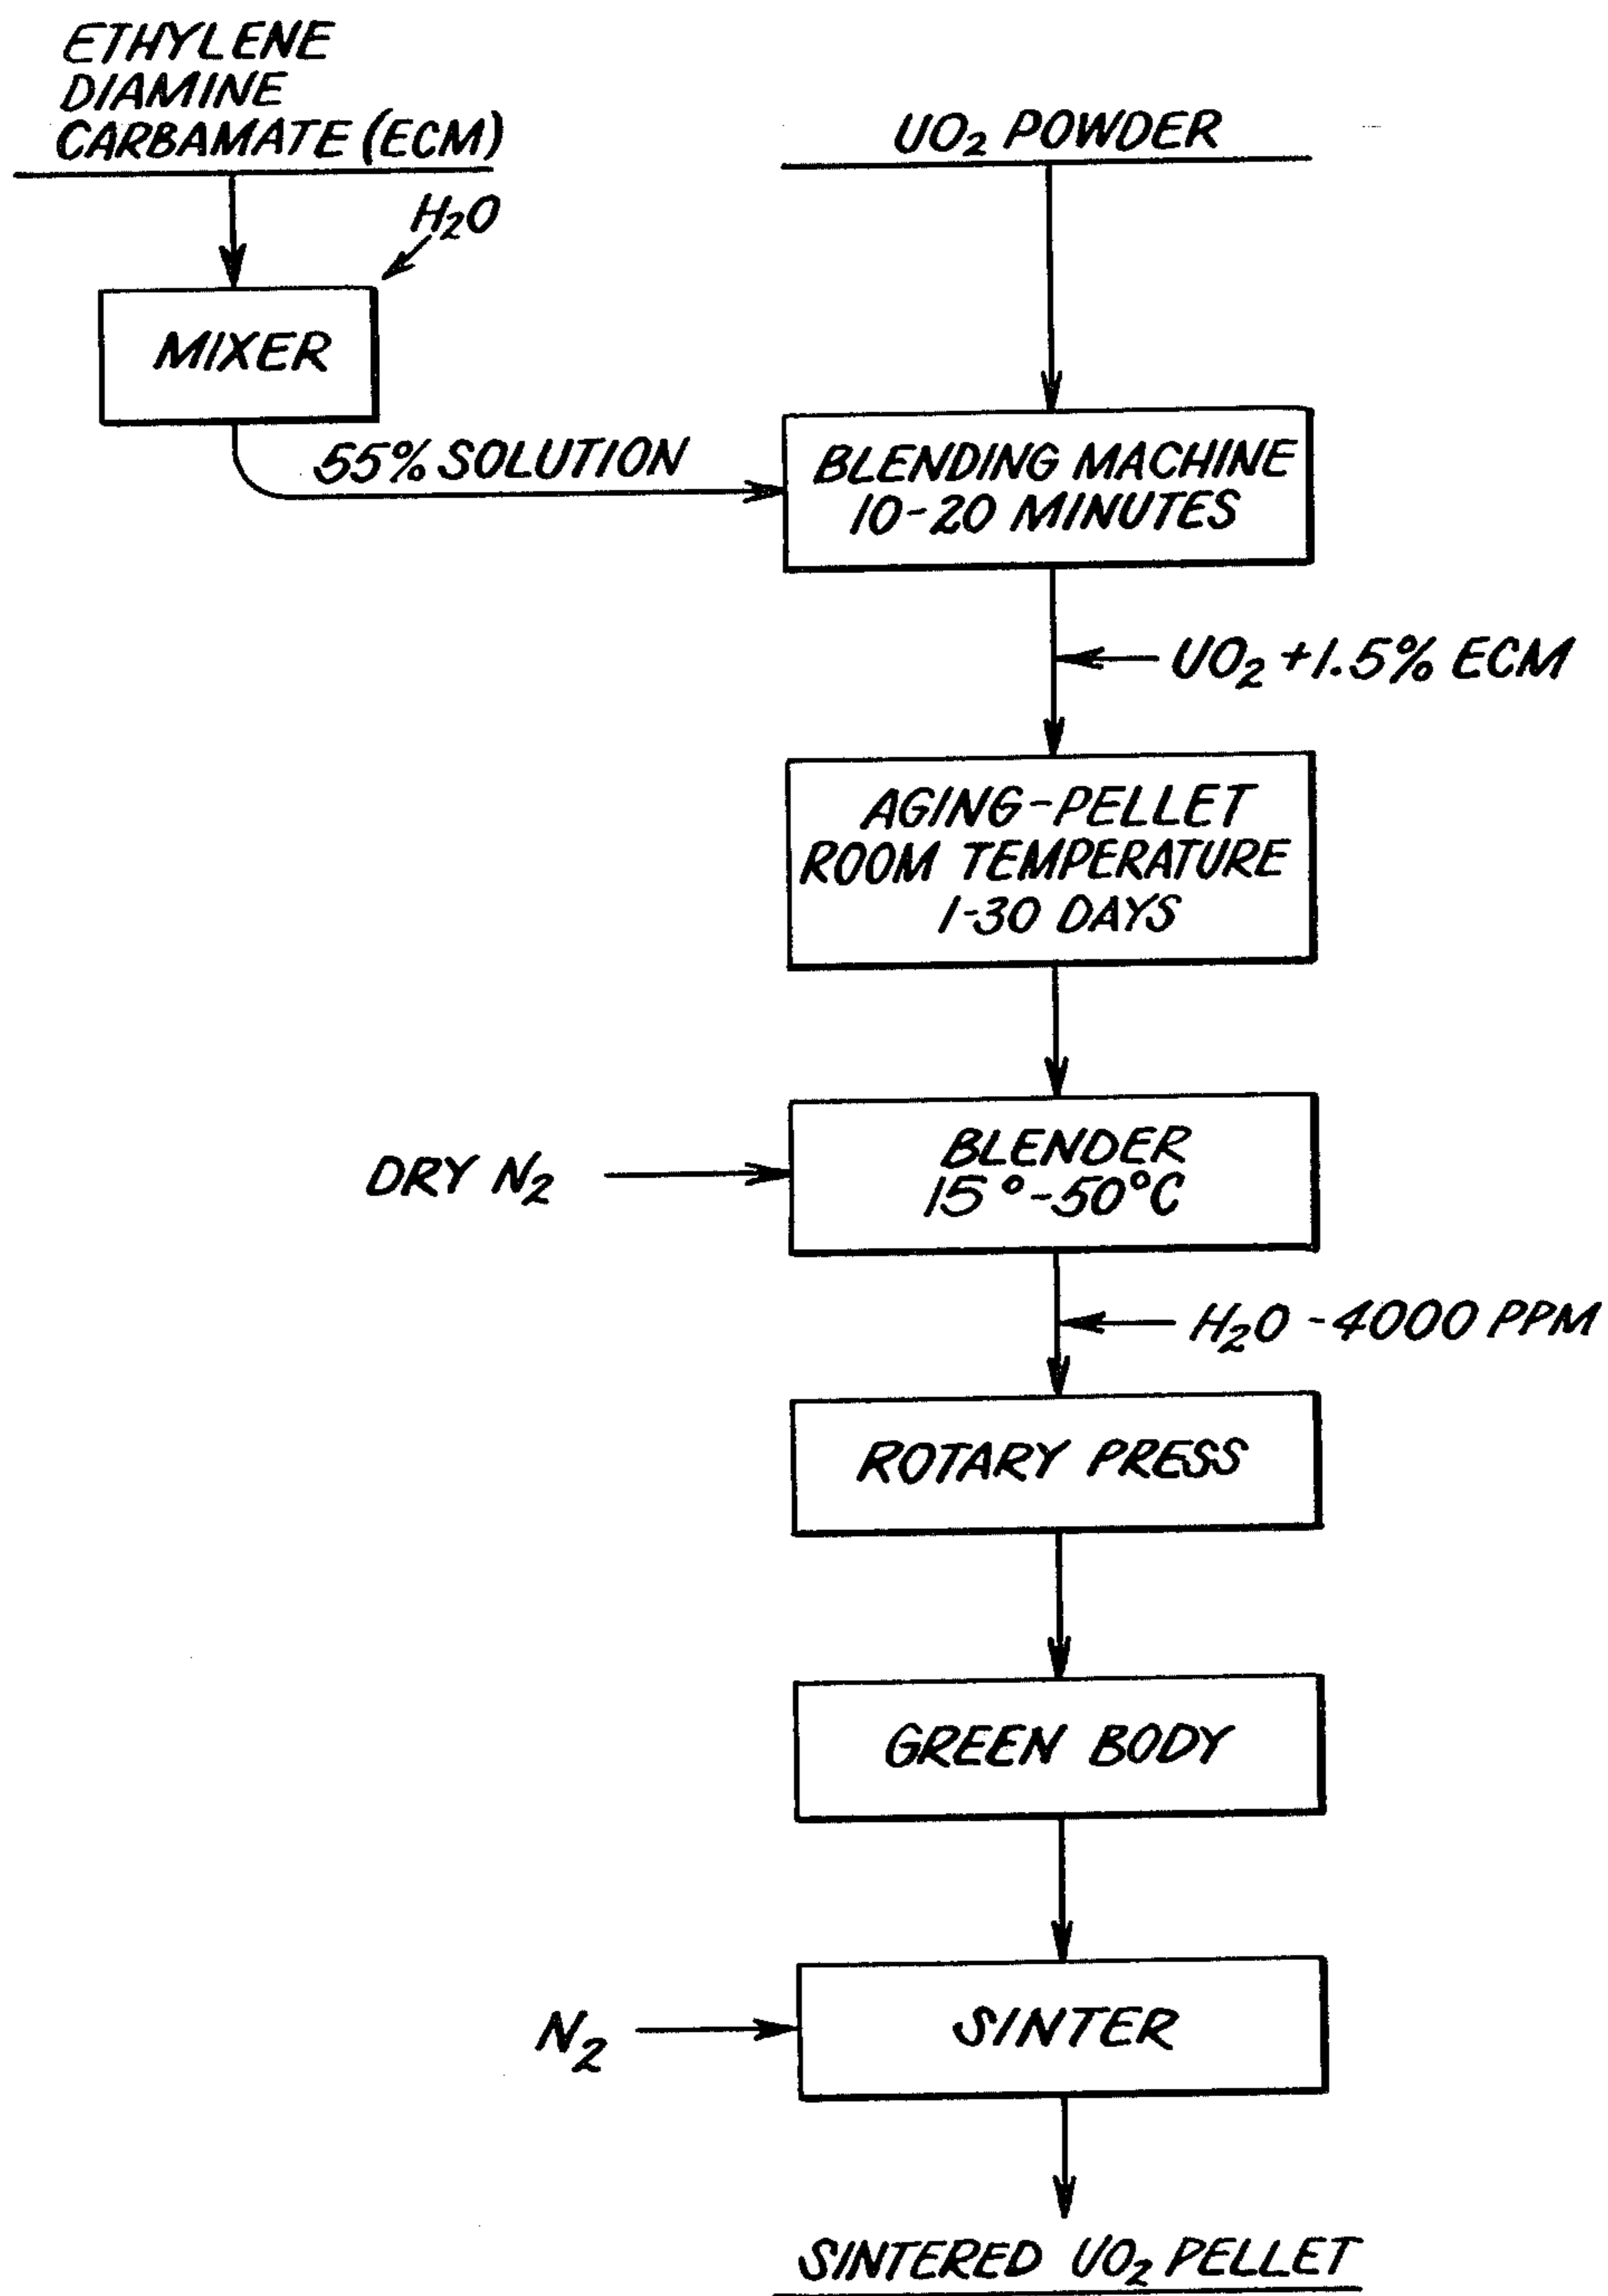 ETHYLENE
DIAMINE
CARBAMATE (ECM)
UO₂ POWDER
H₂O
MIXER
55% SOLUTION
BLENDING MACHINE
10-20 MINUTES
UO₂ +1.5% ECM
AGING-PELLET
ROOM TEMPERATURE
1-30 DAYS
DRY N₂
BLENDER
15°-50°C
H₂O -4000 PPM
ROTARY PRESS
GREEN BODY
N₂
SINTER
SINTERED UO₂ PELLET